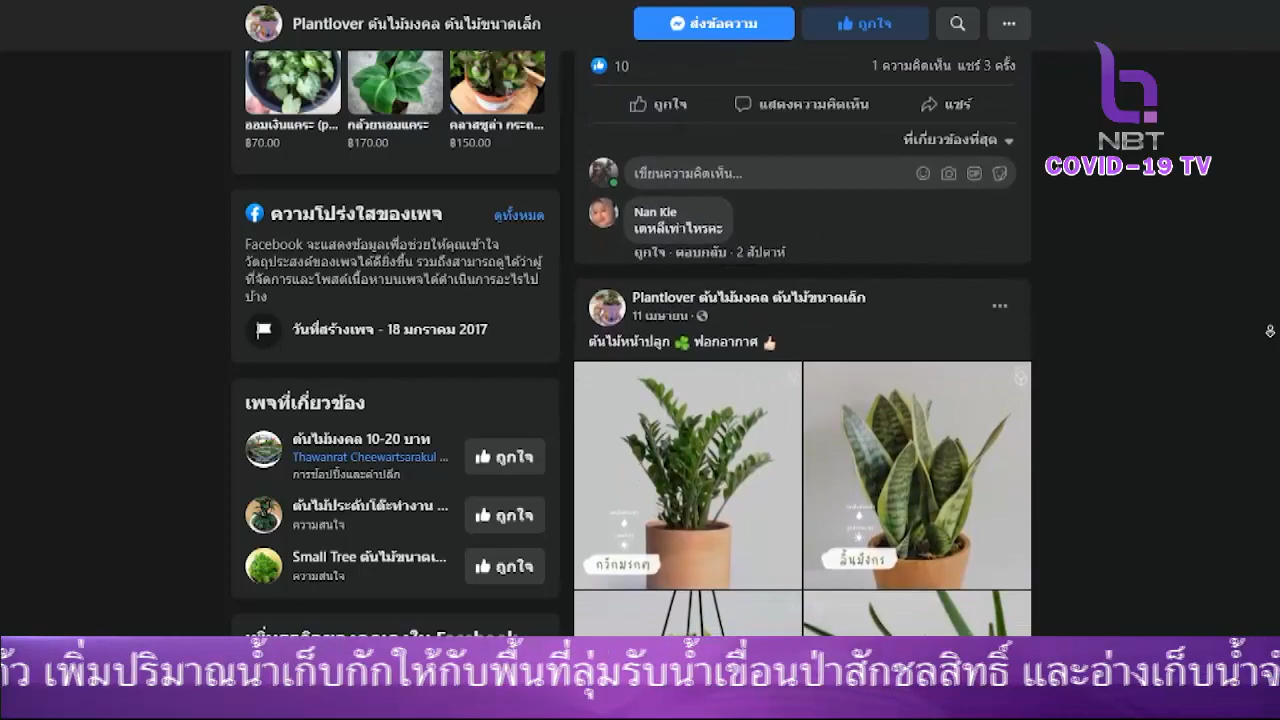 Plantlover ต้นไม้มงคล ต้นไม้ขนาดเล็ก
ส่งข้อความ
ถูกใจ
NBT
COVID-19 TV
ออมเงินแคระ (p...
฿70.00
กล้วยหอมแคระ
฿170.00
คลาสซูล่า กระถ...
฿150.00
ความโปร่งใสของเพจ
ดูทั้งหมด
Facebook จะแสดงข้อมูลเพื่อช่วยให้คุณเข้าใจ
วัตถุประสงค์ของเพจได้ดียิ่งขึ้น รวมถึงสามารถดูได้ว่าผู้
ที่จัดการและโพสต์เนื้อหาบนเพจได้ดำเนินการอะไรไป
บ้าง
วันที่สร้างเพจ - 18 มกราคม 2017
เพจที่เกี่ยวข้อง
ต้นไม้มงคล 10-20 บาท
Thawanrat Cheewartsarakul ...
การช้อปปิ้งและค้าปลีก
ถูกใจ
ต้นไม้ประดับโต๊ะทำงาน ...
ความสนใจ
ถูกใจ
Small Tree ต้นไม้ขนาดเ...
ความสนใจ
ถูกใจ
10
1 ความคิดเห็น แชร์ 3 ครั้ง
ถูกใจ
แสดงความคิดเห็น
แชร์
ที่เกี่ยวข้องที่สุด
เขียนความคิดเห็น...
Nan Kie
เตหลีเท่าไหรคะ
ถูกใจ · ตอบกลับ · 2 สัปดาห์
Plantlover ต้นไม้มงคล ต้นไม้ขนาดเล็ก
11 เมษายน ·
ต้นไม้หน้าปลูก 🍀 ฟอกอากาศ 👍🏻
กวักมรกต
ลิ้นมังกร
เพิ่มปริมาณน้ำเก็บกักให้กับพื้นที่ลุ่มรับน้ำเขื่อนป่าสักชลสิทธิ์ และอ่างเก็บน้ำ